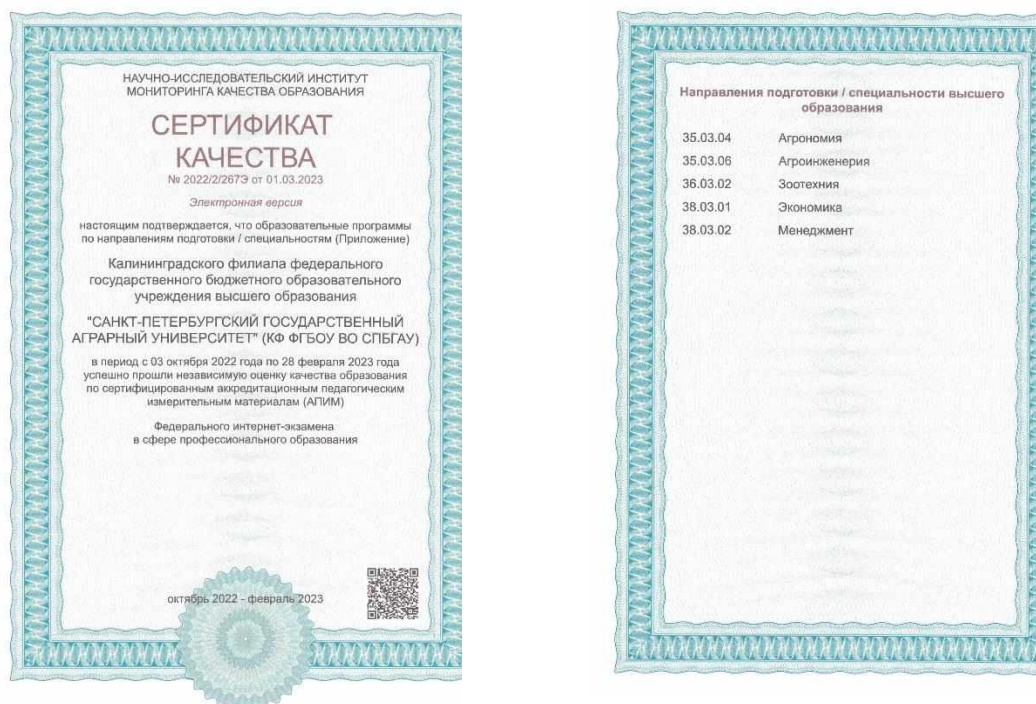 НАУЧНО-ИССЛЕДОВАТЕЛЬСКИЙ ИНСТИТУТ
МОНИТОРИНГА КАЧЕСТВА ОБРАЗОВАНИЯ
СЕРТИФИКАТ
КАЧЕСТВА
№ 2022/2/267Э от 01.03.2023
Электронная версия
настоящим подтверждается, что образовательные программы
по направлениям подготовки / специальностям (Приложение)
Калининградского филиала федерального
государственного бюджетного образовательного
учреждения высшего образования
"САНКТ-ПЕТЕРБУРГСКИЙ ГОСУДАРСТВЕННЫЙ
АГРАРНЫЙ УНИВЕРСИТЕТ" (КФ ФГБОУ ВО СПБГАУ)
в период с 03 октября 2022 года по 28 февраля 2023 года
успешно прошли независимую оценку качества образования
по сертифицированным аккредитационным педагогическим
измерительным материалам (АПИМ)
Федерального интернет-экзамена
в сфере профессионального образования
октябрь 2022 - февраль 2023
Направления подготовки / специальности высшего
образования
35.03.04 Агрономия
35.03.06 Агроинженерия
36.03.02 Зоотехния
38.03.01 Экономика
38.03.02 Менеджмент